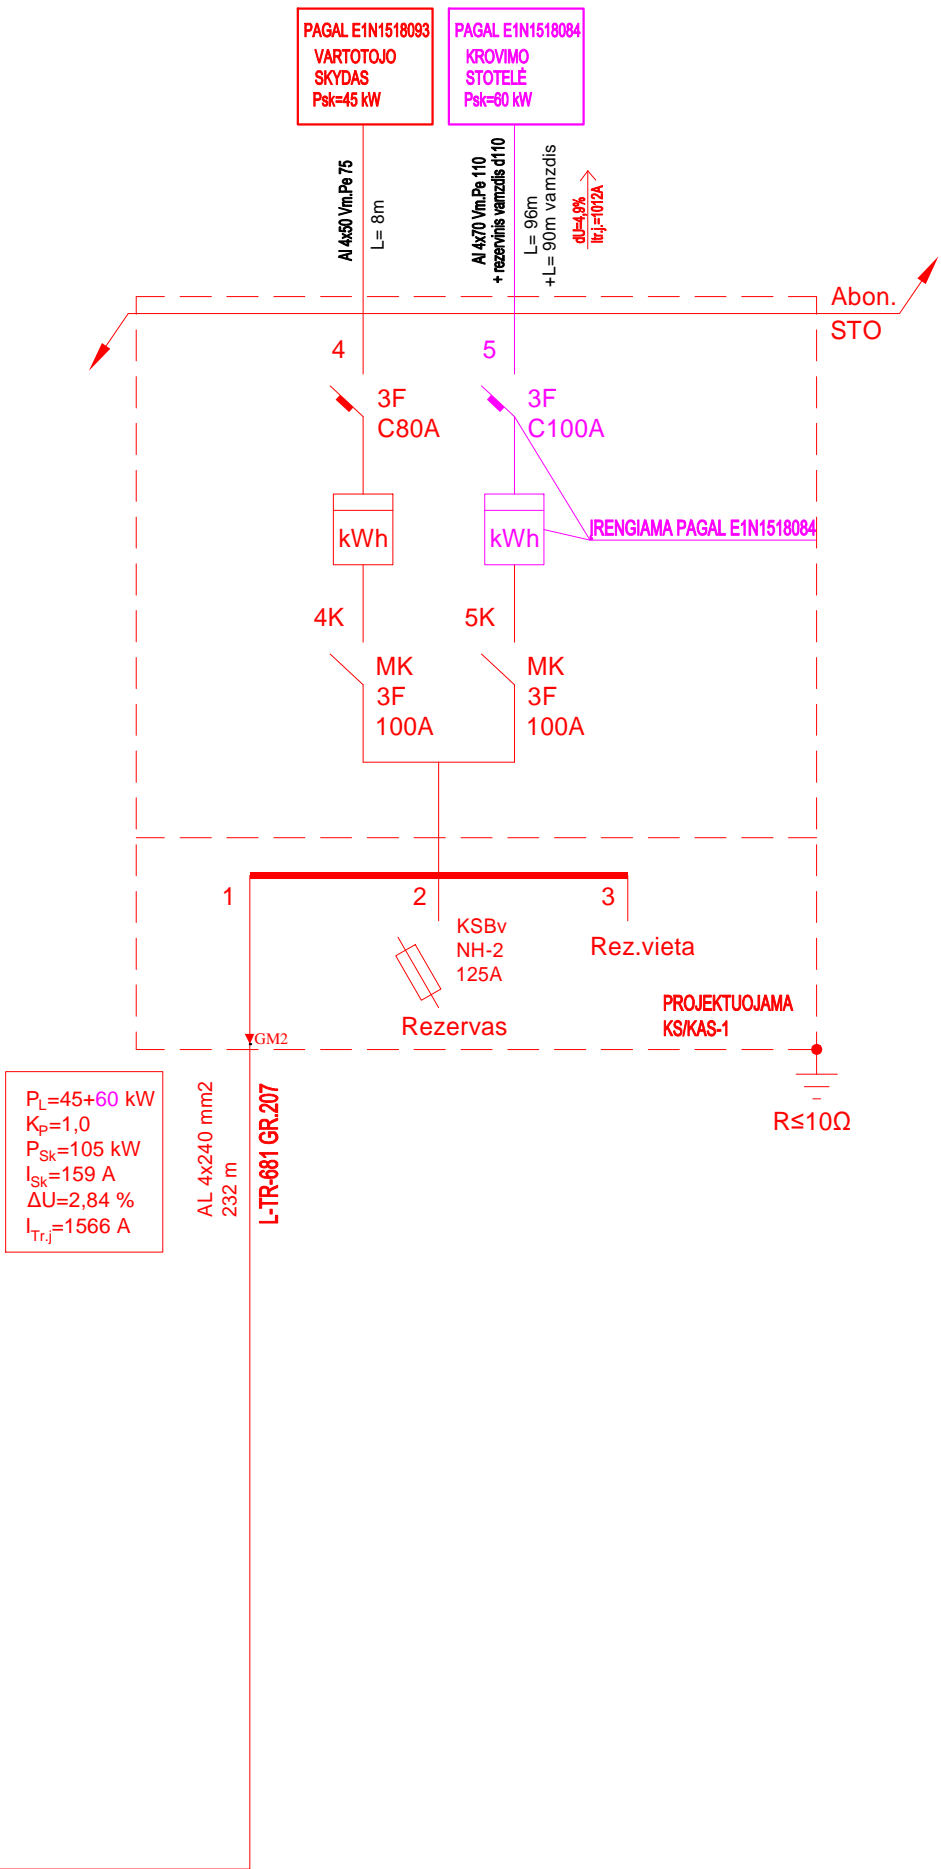 PAGAL E1N1518093
VARTOTOJO
SKYDAS
Psk=45 kW
PAGAL E1N1518084
KROVIMO
STOTELĖ
Psk=60 kW
Al 4x50 Vm.Pe 75
L= 8m
Al 4x70 Vm.Pe 110
+ rezervinis vamzdis d110
L= 96m
+L= 90m vamzdis
dU=4,9%
Itr.j.=1012A
Abon.
STO
4
3F
C80A
5
3F
C100A
kWh
kWh
ĮRENGIAMA PAGAL E1N1518084
4K
MK
3F
100A
5K
MK
3F
100A
1
2
3
KSBv
NH-2
125A
Rezervas
Rez.vieta
PROJEKTUOJAMA
KS/KAS-1
GM2
R≤10Ω
PL=45+60 kW
KP=1,0
PSk=105 kW
ISk=159 A
ΔU=2,84 %
ITr.j=1566 A
AL 4x240 mm2
232 m
L-TR-681 GR.207